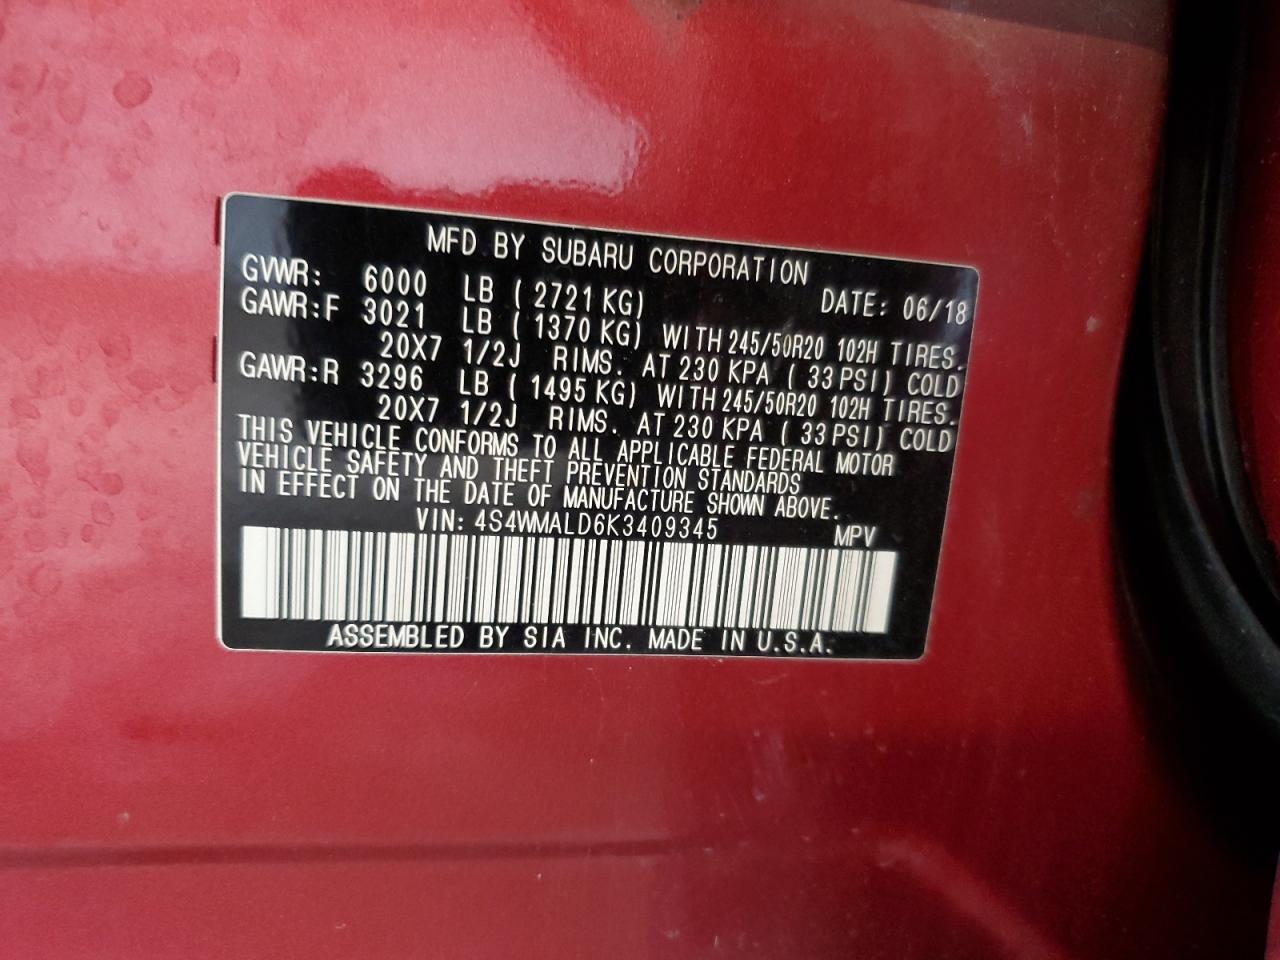 MFD BY SUBARU CORPORATION
GVWR: 6000 LB ( 2721 KG) DATE: 06/18
GAWR:F 3021 LB ( 1370 KG) WITH 245/50R20 102H TIRES.
20X7 1/2J RIMS. AT 230 KPA ( 33 PSI) COLD
GAWR:R 3296 LB ( 1495 KG) WITH 245/50R20 102H TIRES.
20X7 1/2J RIMS. AT 230 KPA ( 33 PSI) COLD
THIS VEHICLE CONFORMS TO ALL APPLICABLE FEDERAL MOTOR
VEHICLE SAFETY AND THEFT PREVENTION STANDARDS
IN EFFECT ON THE DATE OF MANUFACTURE SHOWN ABOVE.
VIN: 4S4WMALD6K3409345 MPV
ASSEMBLED BY SIA INC. MADE IN U.S.A.